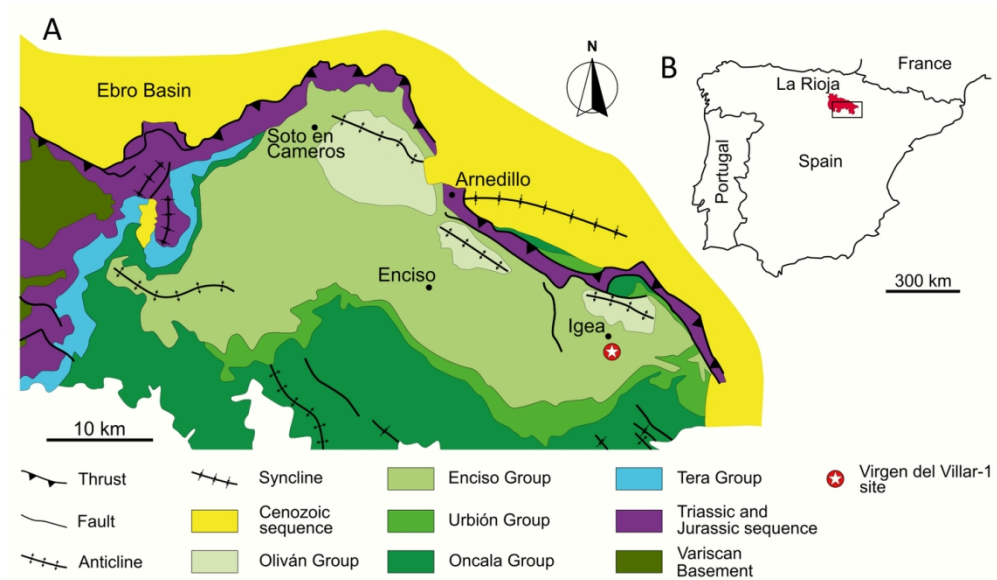 A
Ebro Basin
Soto en
Cameros
Arnedillo
Enciso
Igea
10 km
N
B
France
La Rioja
Portugal
Spain
300 km
Thrust
Fault
Anticline
Syncline
Cenozoic
sequence
Oliván Group
Enciso Group
Urbión Group
Oncala Group
Tera Group
Triassic and
Jurassic sequence
Variscan
Basement
Virgen del Villar-1
site